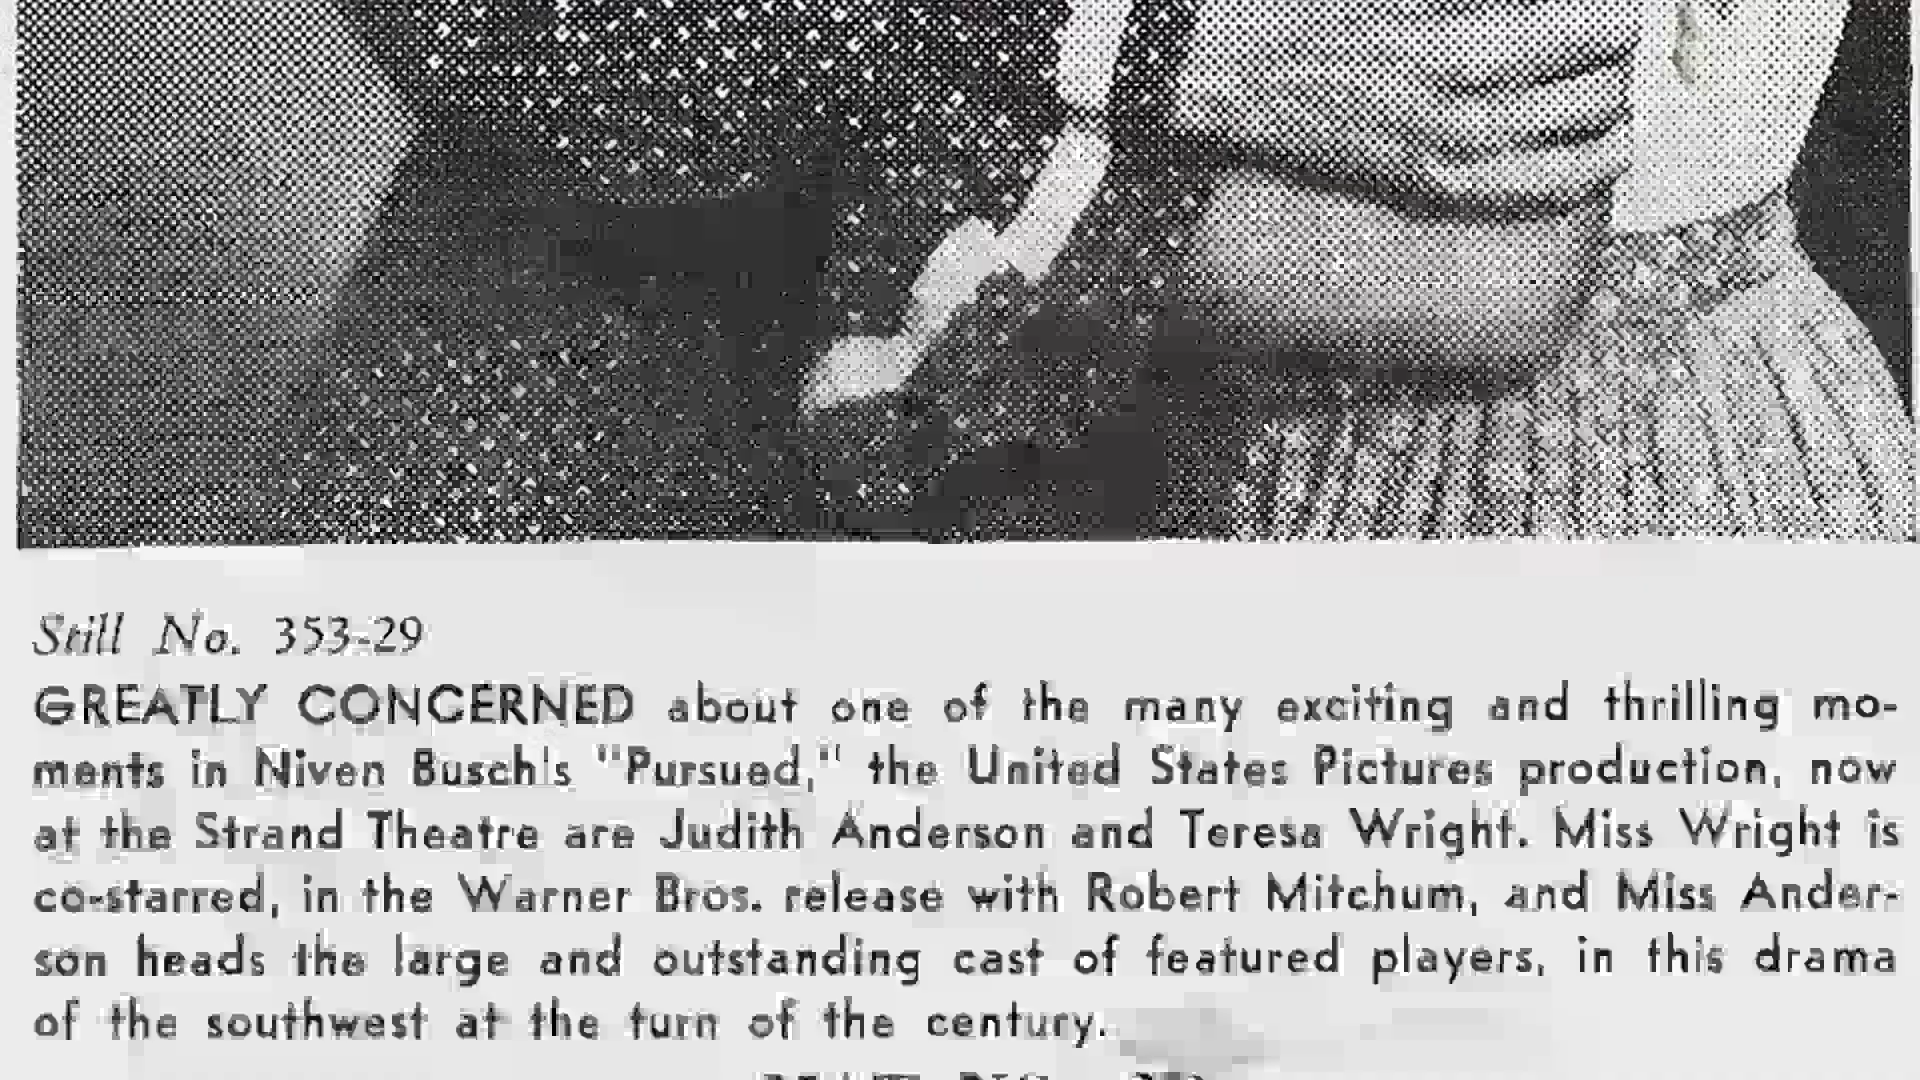 Still No. 353-29
GREATLY CONCERNED about one of the many exciting and thrilling mo-
ments in Niven Busch's "Pursued," the United States Pictures production, now
at the Strand Theatre are Judith Anderson and Teresa Wright. Miss Wright is
co-starred, in the Warner Bros. release with Robert Mitchum, and Miss Ander-
son heads the large and outstanding cast of featured players, in this drama
of the southwest at the turn of the century.